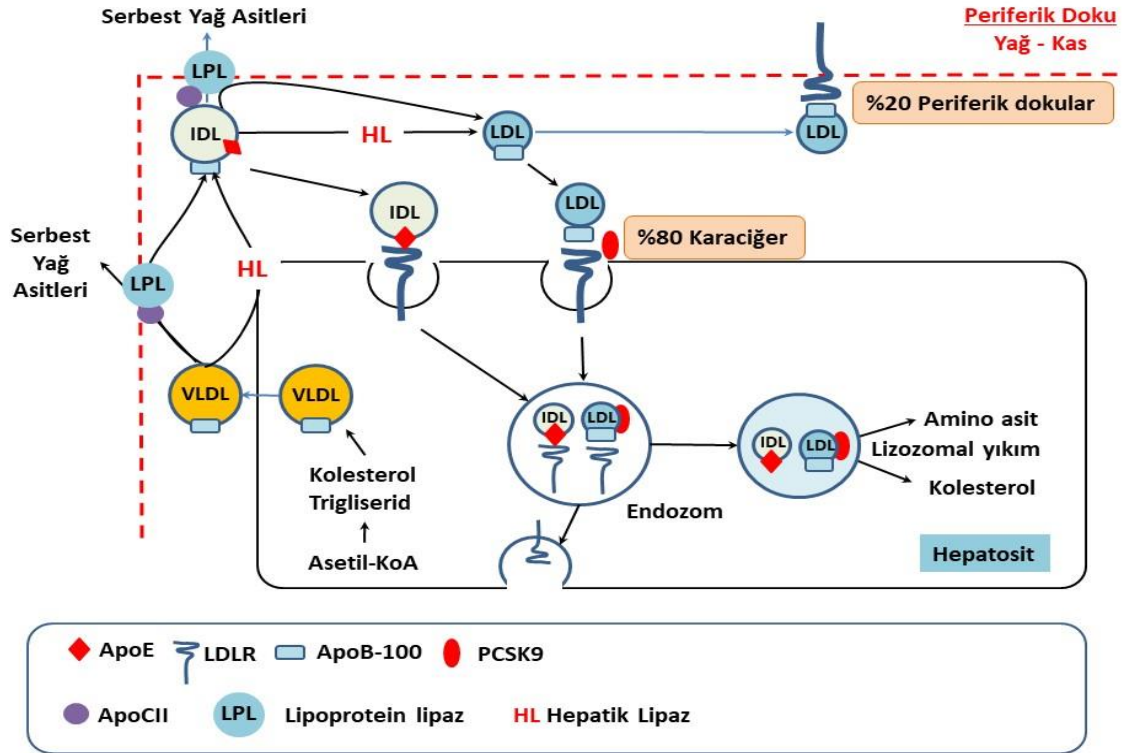 Serbest Yağ Asitleri
Periferik Doku
Yağ - Kas
LPL
%20 Periferik dokular
IDL
HL
LDL
LDL
IDL
LDL
%80 Karaciğer
Serbest
Yağ
Asitleri
LPL
HL
VLDL
VLDL
IDL
LDL
IDL
LDL
Amino asit
Lizozomal yıkım
Kolesterol
Kolesterol
Trigliserid
Endozom
Asetil-KoA
Hepatosit
ApoE
LDLR
ApoB-100
PCSK9
ApoCII
LPL
Lipoprotein lipaz
HL Hepatik Lipaz